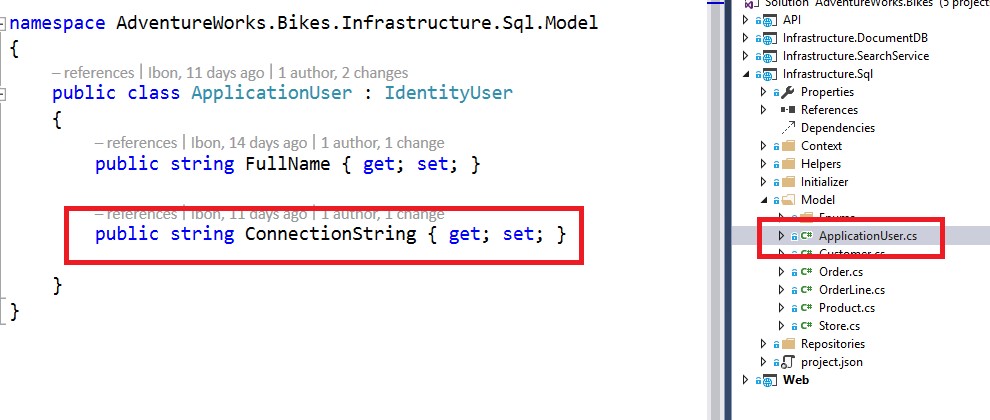 namespace AdventureWorks.Bikes.Infrastructure.Sql.Model
{
– references | Ibon, 11 days ago | 1 author, 2 changes
public class ApplicationUser : IdentityUser
{
– references | Ibon, 14 days ago | 1 author, 1 change
public string FullName { get; set; }
– references | Ibon, 11 days ago | 1 author, 1 change
public string ConnectionString { get; set; }
}
}
Solution AdventureWorks.Bikes (5 project
API
Infrastructure.DocumentDB
Infrastructure.SearchService
Infrastructure.Sql
Properties
References
Dependencies
Context
Helpers
Initializer
Model
Enums
C# ApplicationUser.cs
Customer.cs
C# Order.cs
C# OrderLine.cs
C# Product.cs
C# Store.cs
Repositories
project.json
Web